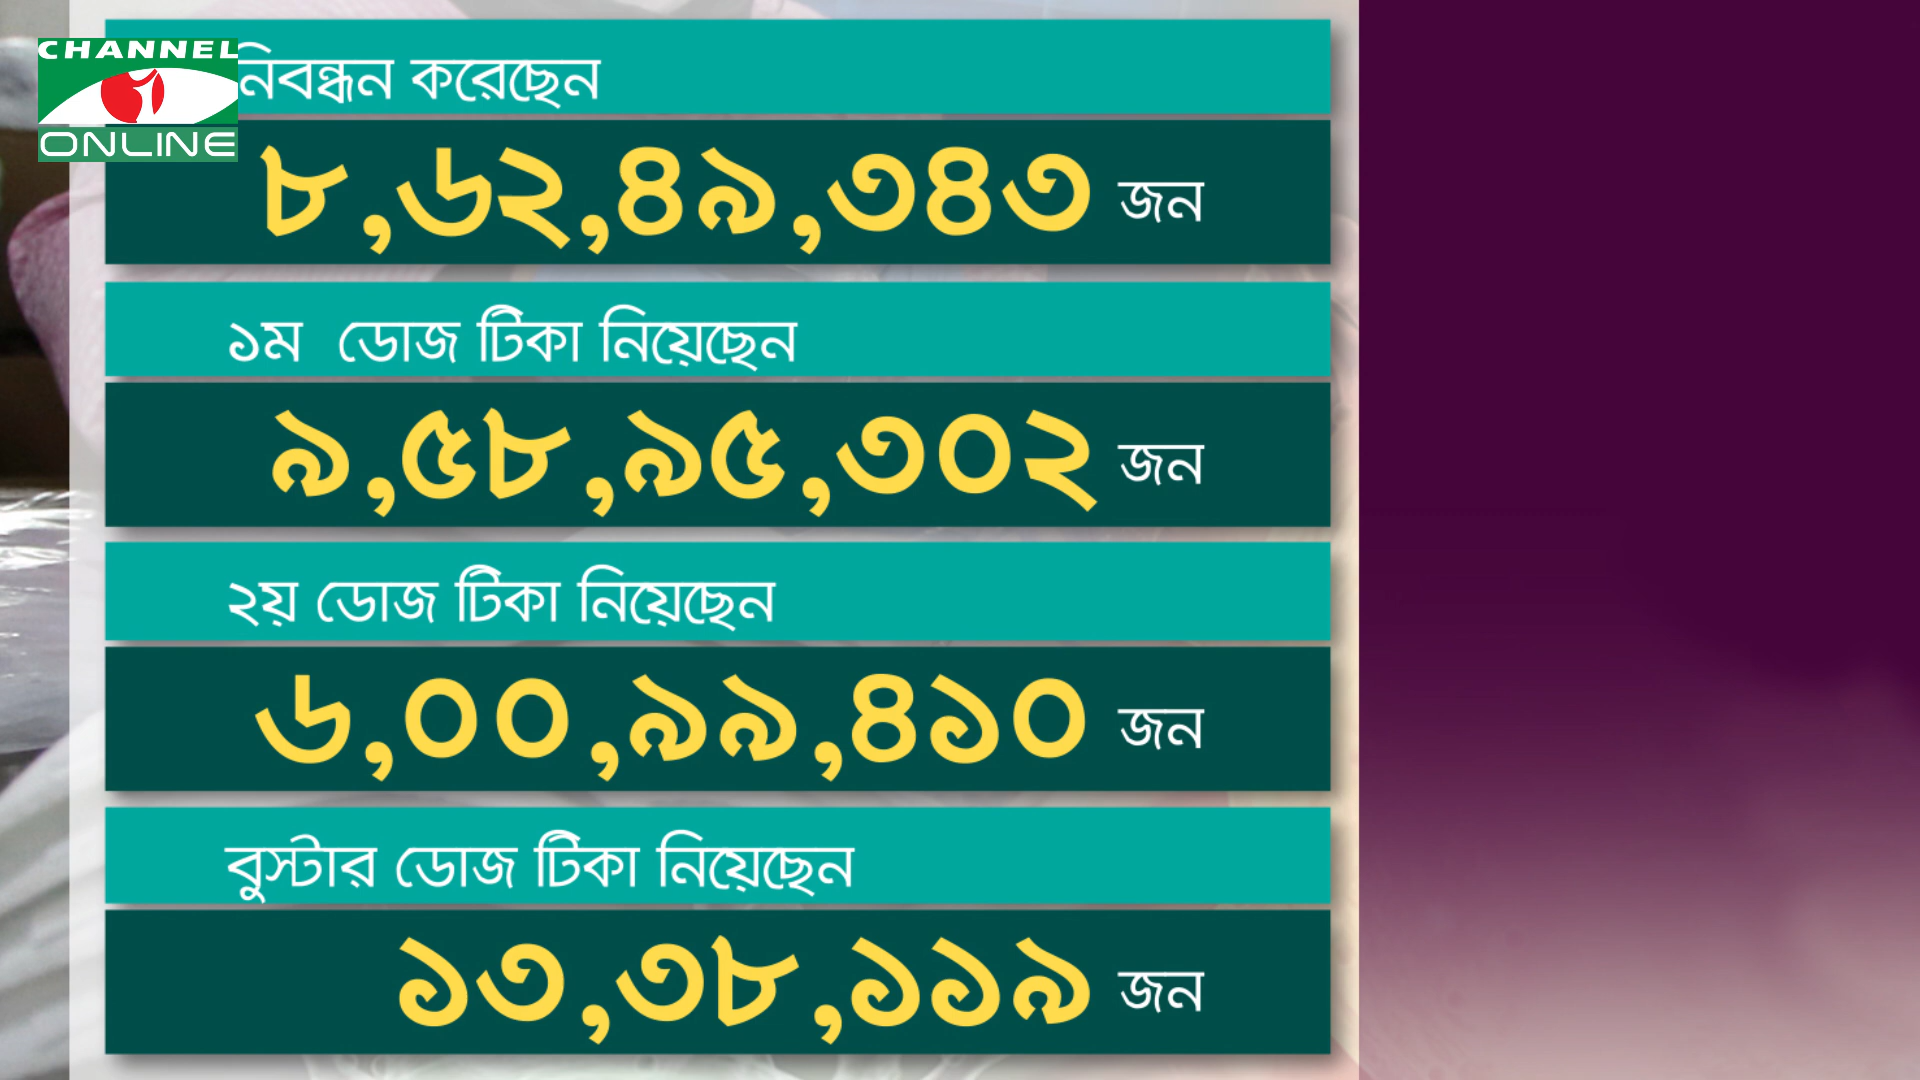 CHANNEL
i
ONLINE
নিবন্ধন করেছেন
৮,৬২,৪৯,৩৪৩ জন
১ম ডোজ টিকা নিয়েছেন
৯,৫৮,৯৫,৩০২ জন
২য় ডোজ টিকা নিয়েছেন
৬,০০,৯৯,৪১০ জন
বুস্টার ডোজ টিকা নিয়েছেন
১৩,৩৮,১১৯ জন